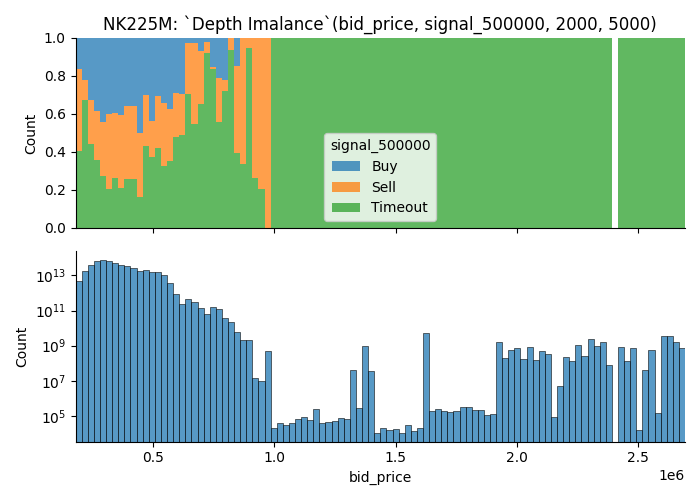 NK225M: `Depth Imalance`(bid_price, signal_500000, 2000, 5000)
1.0
0.8
0.6
0.4
0.2
0.0
Count
signal_500000
Buy
Sell
Timeout
10^13
10^11
10^9
10^7
10^5
Count
0.5
1.0
1.5
2.0
2.5
1e6
bid_price